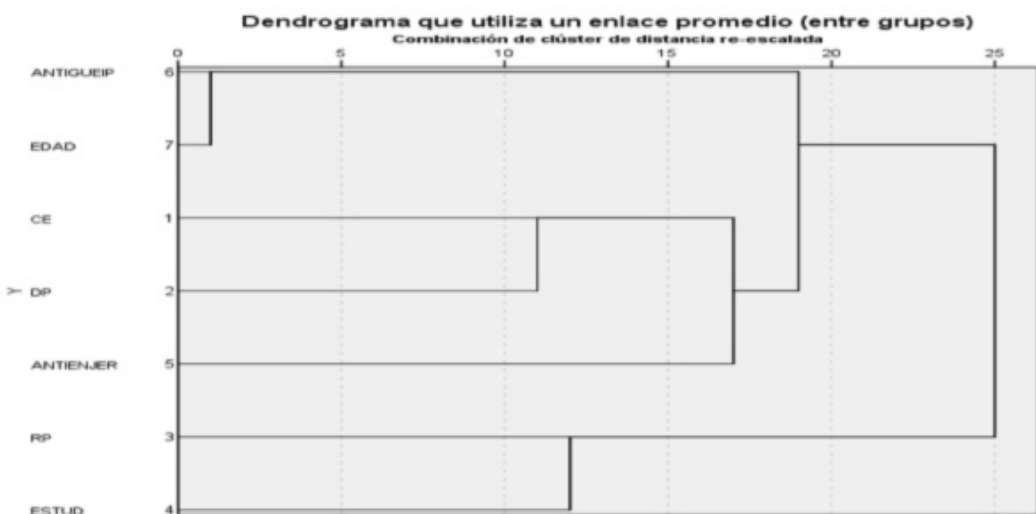 Dendrograma que utiliza un enlace promedio (entre grupos)
Combinación de clúster de distancia re-escalada
0 5 10 15 20 25
ANTIGUEIP 6
EDAD 7
CE 1
Y
DP 2
ANTIENJER 5
RP 3
ESTUD 4